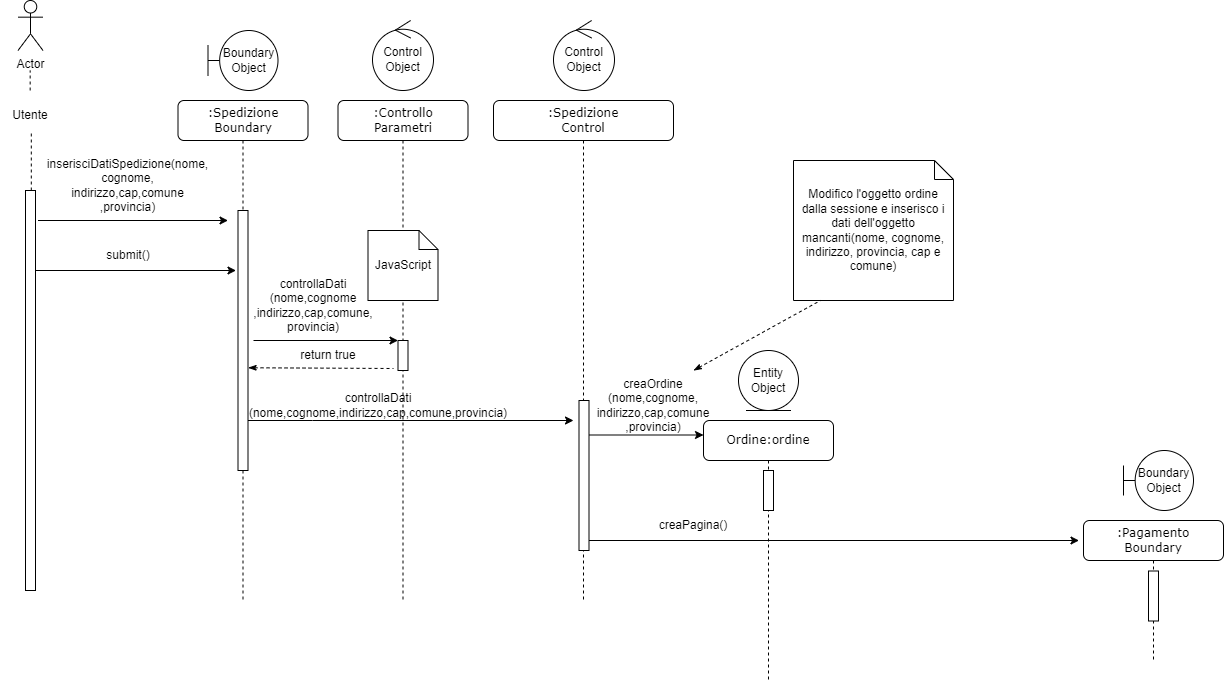 Actor
Utente
Boundary
Object
:Spedizione
Boundary
Control
Object
:Controllo
Parametri
Control
Object
:Spedizione
Control
inserisciDatiSpedizione(nome,
cognome,
indirizzo,cap,comune
,provincia)
submit()
JavaScript
controllaDati
(nome,cognome
,indirizzo,cap,comune,
provincia)
return true
controllaDati
(nome,cognome,indirizzo,cap,comune,provincia)
Modifico l'oggetto ordine
dalla sessione e inserisco i
dati dell'oggetto
mancanti(nome, cognome,
indirizzo, provincia, cap e
comune)
creaOrdine
(nome,cognome,
indirizzo,cap,comune
,provincia)
Entity
Object
Ordine:ordine
creaPagina()
Boundary
Object
:Pagamento
Boundary